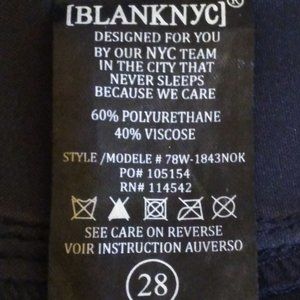 [BLANKNYC]®
DESIGNED FOR YOU
BY OUR NYC TEAM
IN THE CITY THAT
NEVER SLEEPS
BECAUSE WE CARE
60% POLYURETHANE
40% VISCOSE
STYLE /MODELE # 78W-1843NOK
PO# 105154
RN# 114542
SEE CARE ON REVERSE
VOIR INSTRUCTION AUVERSO
28